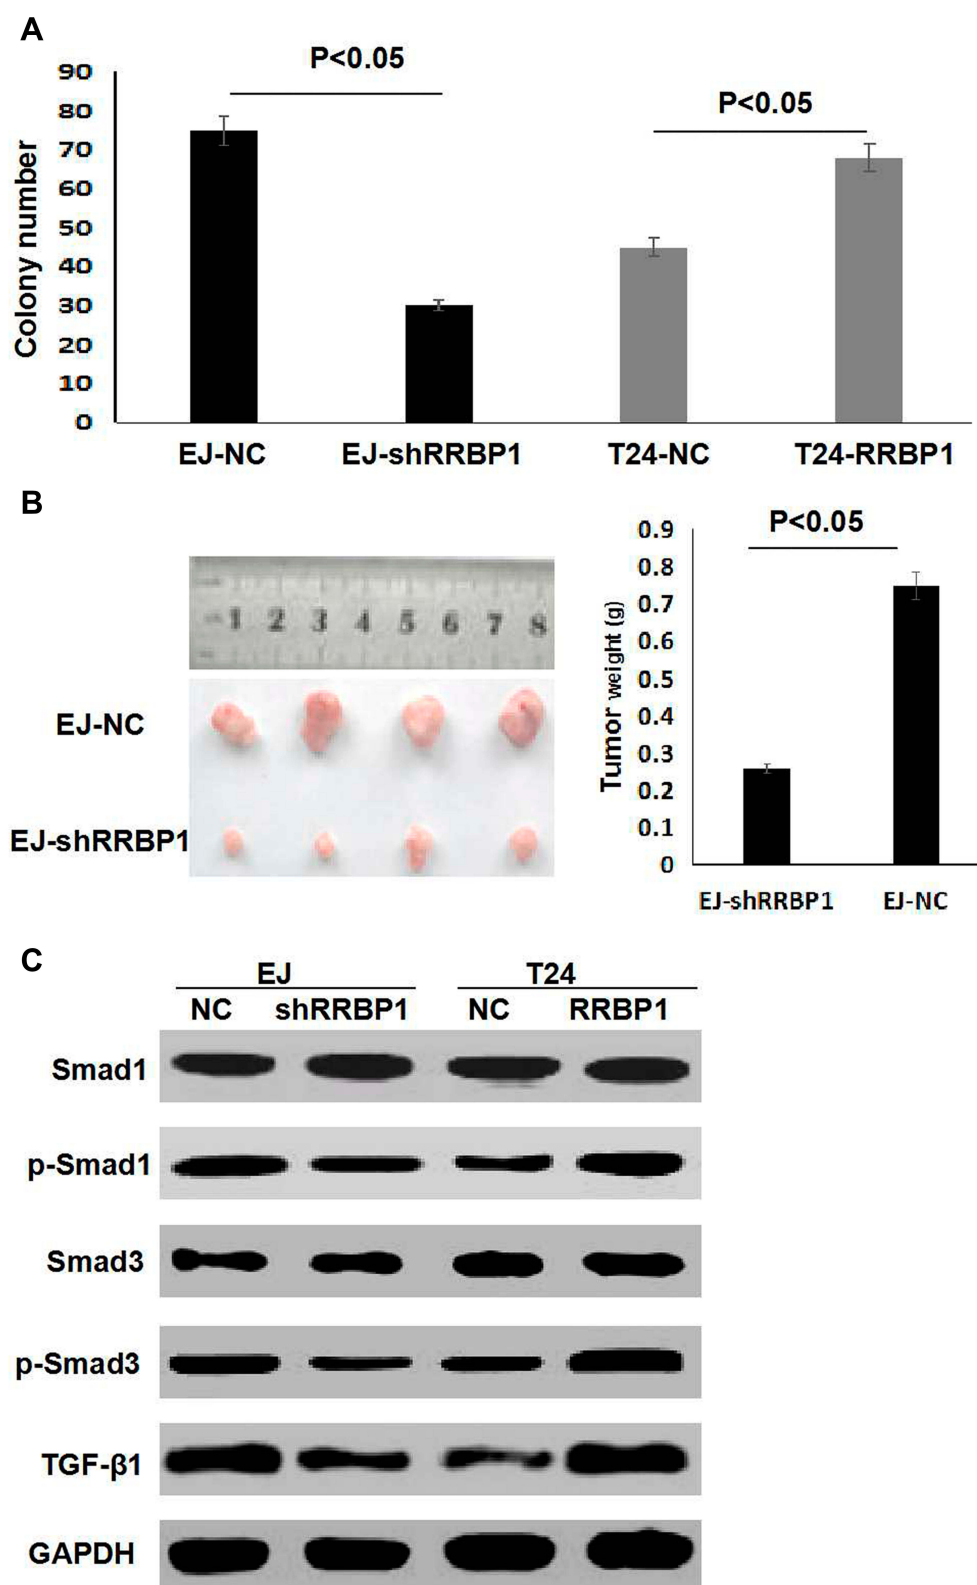 A
P<0.05
P<0.05
90
80
70
60
50
40
30
20
10
0
Colony number
EJ-NC EJ-shRRBP1 T24-NC T24-RRBP1
B
1 2 3 4 5 6 7 8
EJ-NC
EJ-shRRBP1
P<0.05
0.9
0.8
0.7
0.6
0.5
0.4
0.3
0.2
0.1
0
Tumor weight (g)
EJ-shRRBP1 EJ-NC
C
EJ T24
NC shRRBP1 NC RRBP1
Smad1
p-Smad1
Smad3
p-Smad3
TGF-β1
GAPDH